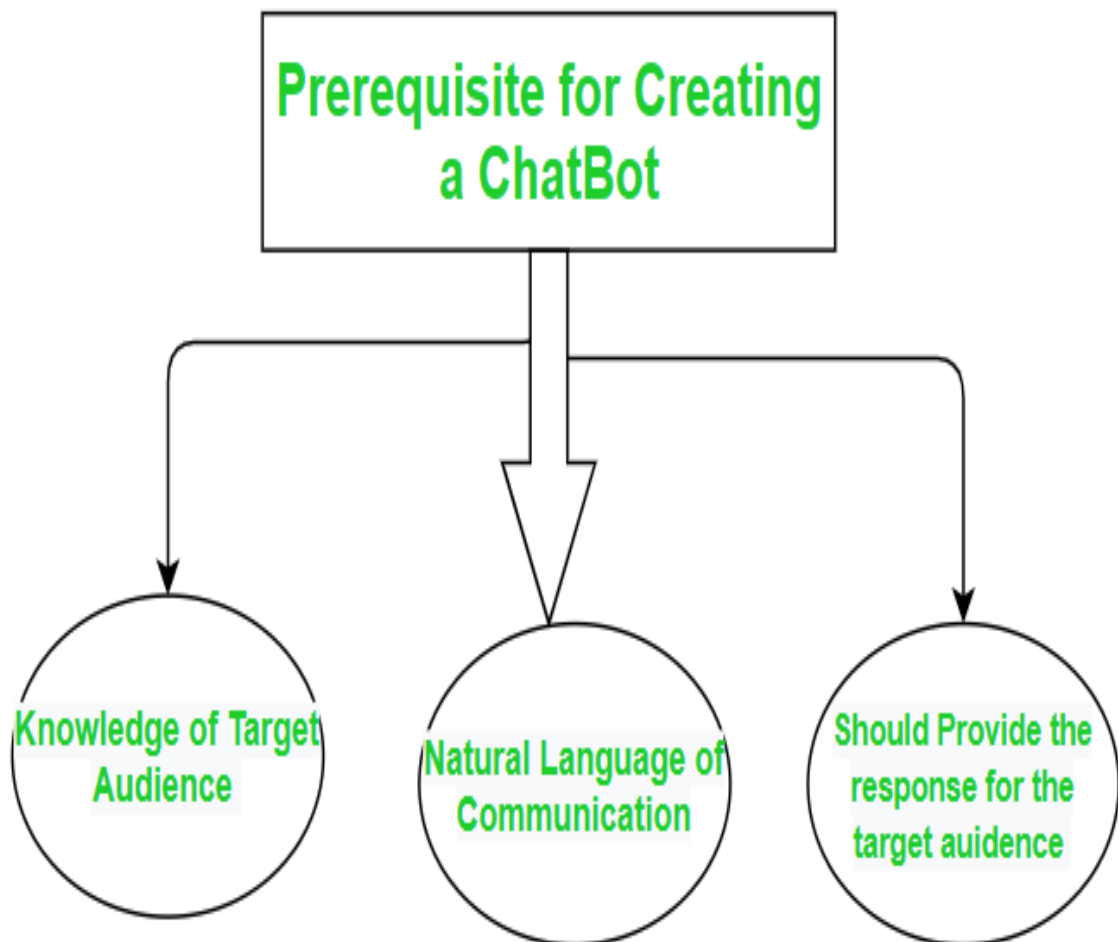 Prerequisite for Creating
a ChatBot
Knowledge of Target
Audience
Natural Language of
Communication
Should Provide the
response for the
target auidence